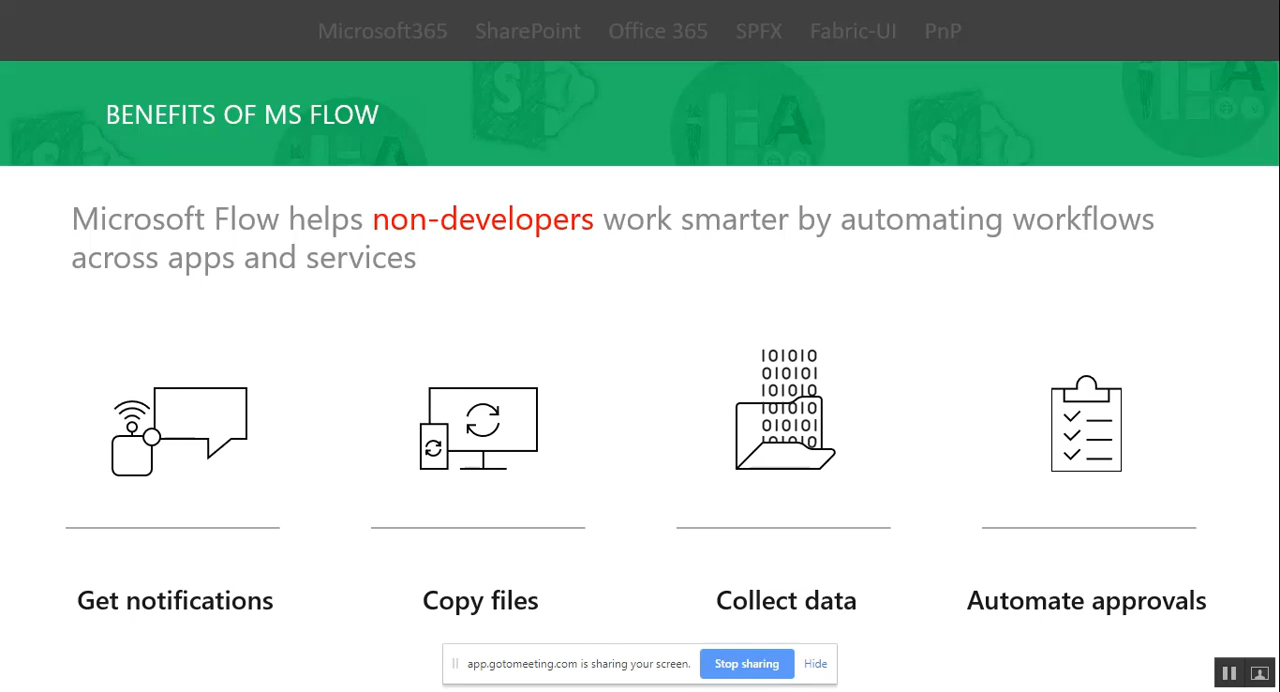 Microsoft365 SharePoint Office 365 SPFX Fabric-UI PnP
BENEFITS OF MS FLOW
Microsoft Flow helps non-developers work smarter by automating workflows
across apps and services
101010
010101
101010
101010
010101
101010
Get notifications Copy files Collect data Automate approvals
app.gotomeeting.com is sharing your screen. Stop sharing Hide